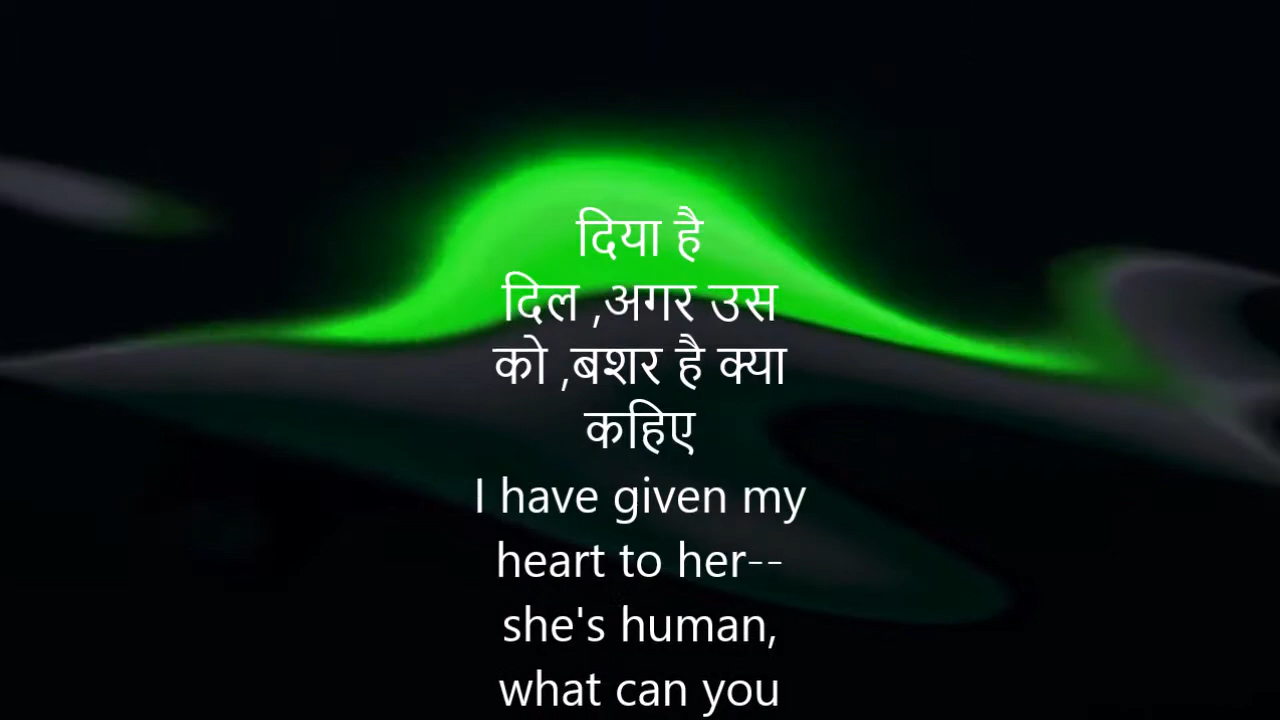 दिया है
दिल ,अगर उस
को ,बशर है क्या
कहिए
I have given my
heart to her--
she's human,
what can you